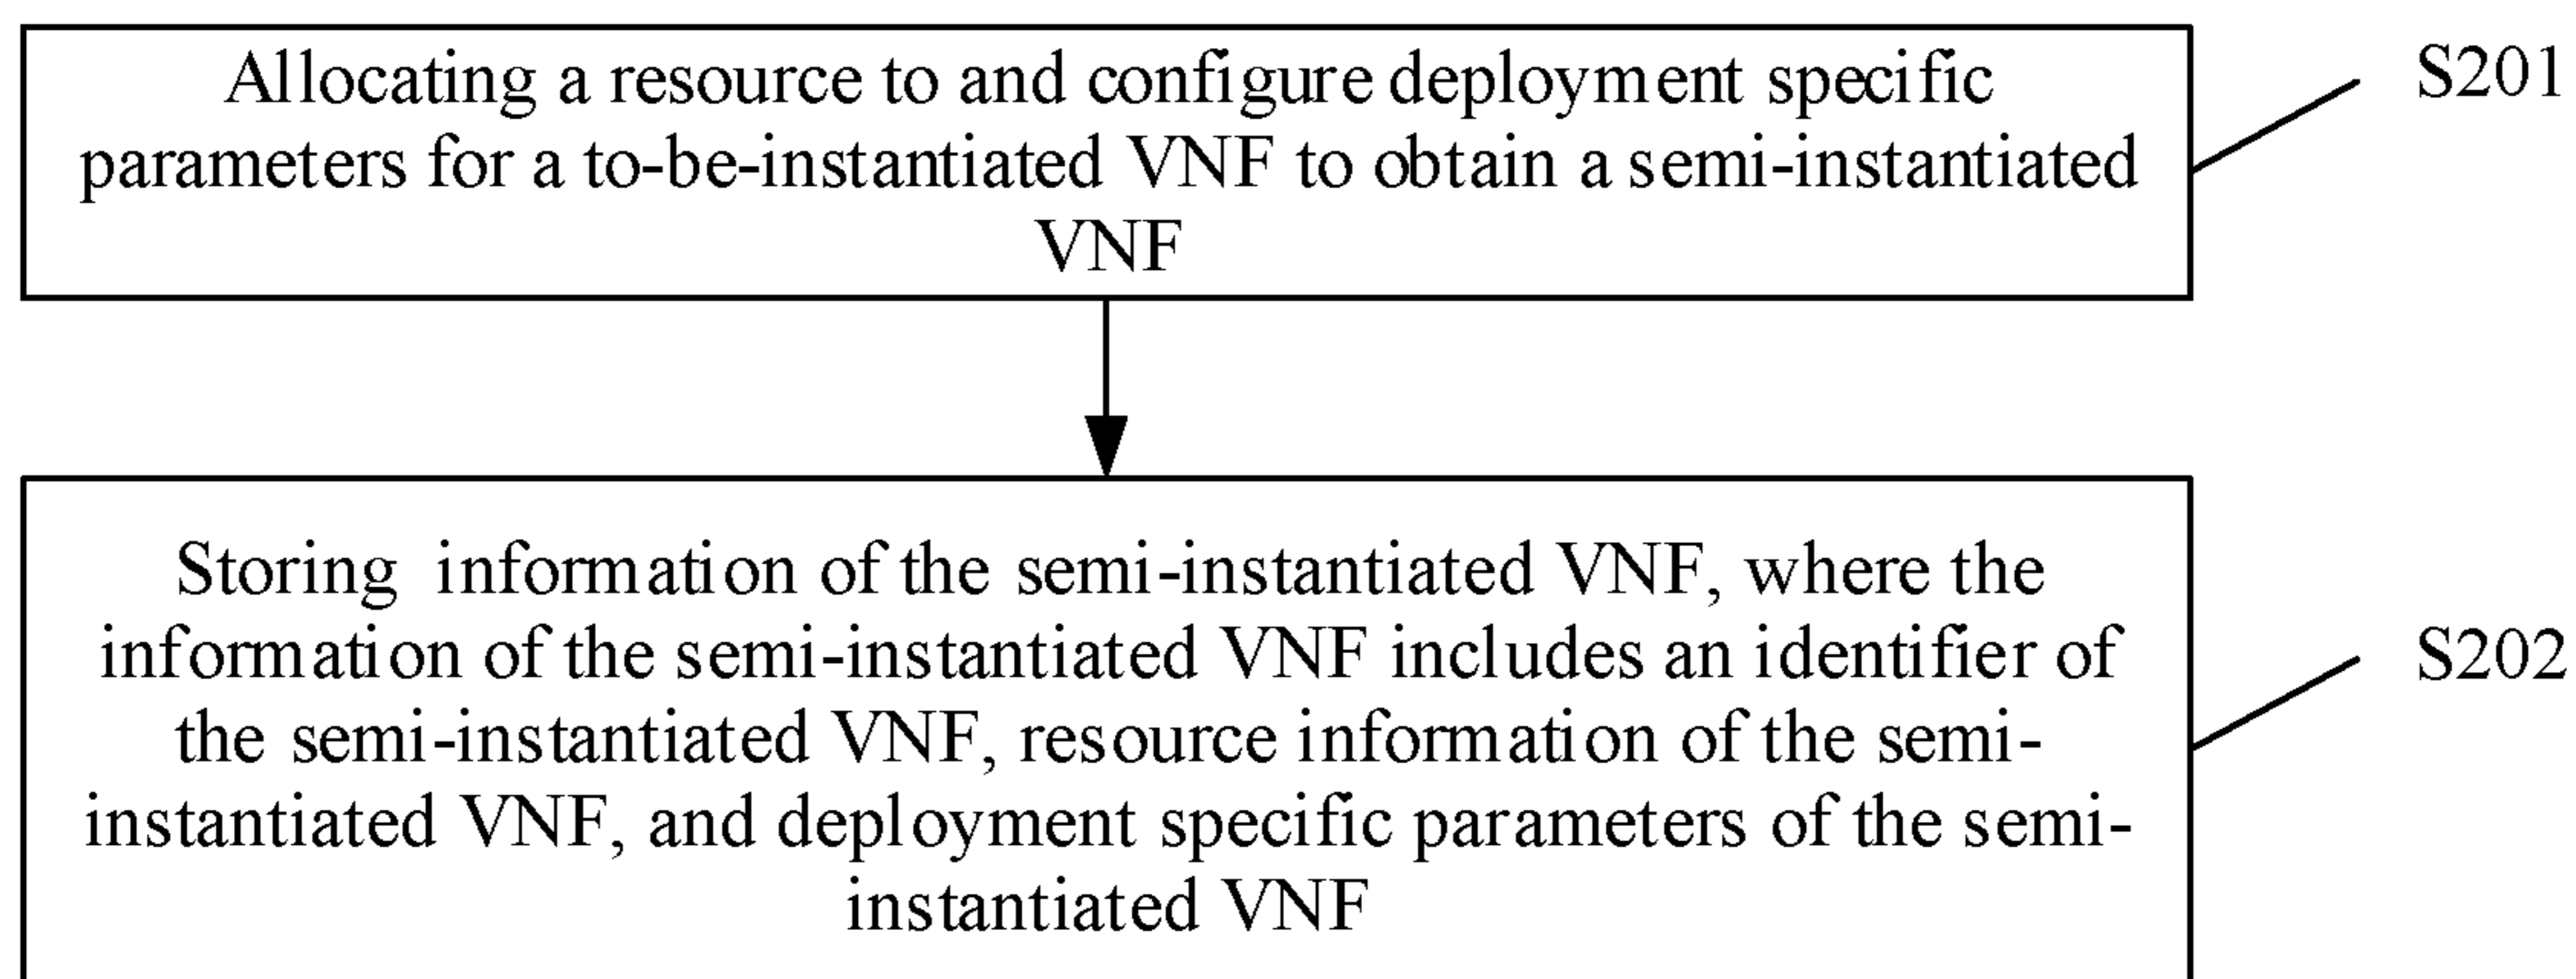 Allocating a resource to and configure deployment specific
parameters for a to-be-instantiated VNF to obtain a semi-instantiated
VNF
S201
Storing information of the semi-instantiated VNF, where the
information of the semi-instantiated VNF includes an identifier of
the semi-instantiated VNF, resource information of the semi-
instantiated VNF, and deployment specific parameters of the semi-
instantiated VNF
S202